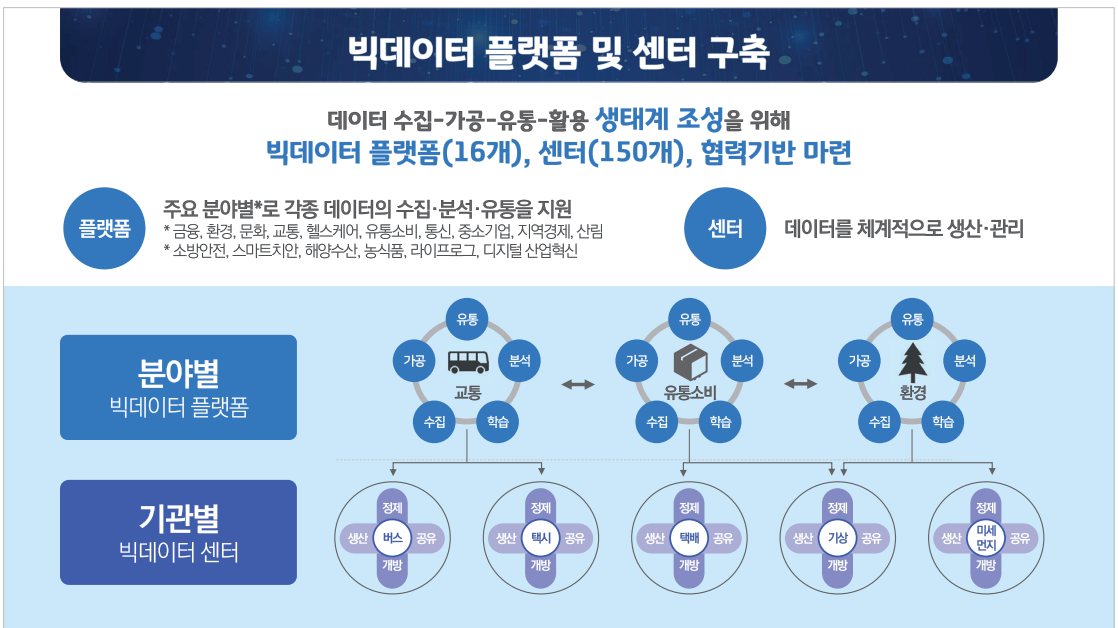 빅데이터 플랫폼 및 센터 구축
데이터 수집-가공-유통-활용 생태계 조성을 위해
빅데이터 플랫폼(16개), 센터(150개), 협력기반 마련
플랫폼
주요 분야별*로 각종 데이터의 수집·분석·유통을 지원
* 금융, 환경, 문화, 교통, 헬스케어, 유통소비, 통신, 중소기업, 지역경제, 산림
* 소방안전, 스마트치안, 해양수산, 농식품, 라이프로그, 디지털 산업혁신
센터
데이터를 체계적으로 생산·관리
분야별
빅데이터 플랫폼
유통
가공
분석
교통
수집
학습
유통
가공
분석
유통소비
수집
학습
유통
가공
분석
환경
수집
학습
기관별
빅데이터 센터
정제
생산 버스 공유
개방
정제
생산 택시 공유
개방
정제
생산 택배 공유
개방
정제
생산 기상 공유
개방
정제
생산 미세 공유
먼지
개방